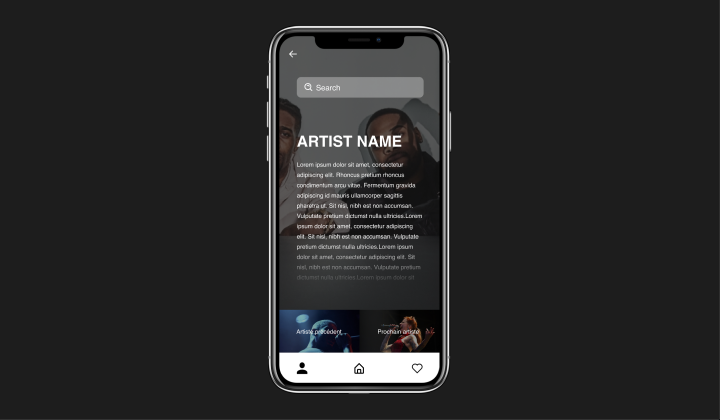 Search
ARTIST NAME
Lorem ipsum dolor sit amet, consectetur
adipiscing elit. Rhoncus pretium rhoncus
condimentum arcu vitae. Fermentum gravida
adipiscing id mauris ullamcorper sagittis
pharetra ut. Sit nisl, nibh est non accumsan.
Vulputate pretium dictumst nulla ultricies.Lorem
ipsum dolor sit amet, consectetur adipiscing
elit. Sit nisl, nibh est non accumsan. Vulputate
pretium dictumst nulla ultricies.Lorem ipsum
dolor sit amet, consectetur adipiscing elit. Sit
nisl, nibh est non accumsan. Vulputate pretium
dictumst nulla ultricies.Lorem ipsum dolor sit
Artiste précédent ...
Prochain artiste